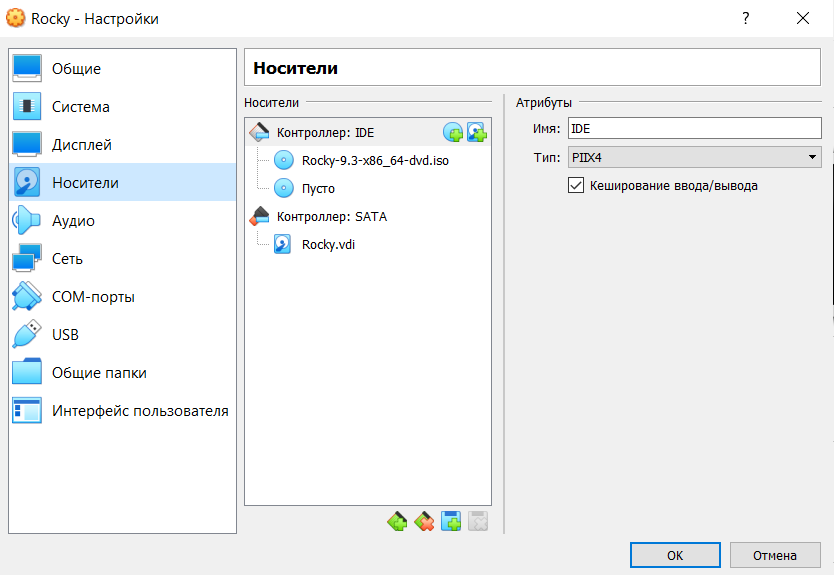 Rocky - Настройки
?
Общие
Система
Дисплей
Носители
Аудио
Сеть
COM-порты
USB
Общие папки
Интерфейс пользователя
Носители
Носители
Контроллер: IDE
Rocky-9.3-x86_64-dvd.iso
Пусто
Контроллер: SATA
Rocky.vdi
Атрибуты
Имя: IDE
Тип: PIIX4
Кеширование ввода/вывода
OK
Отмена